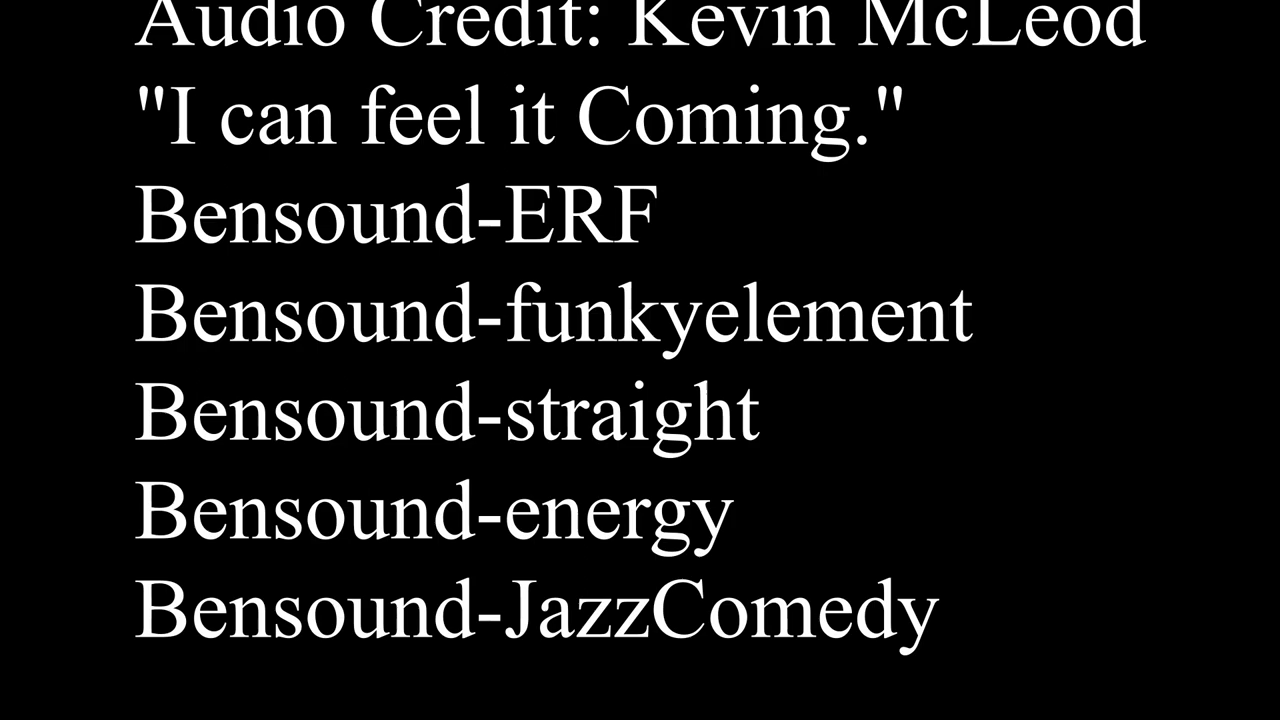 Audio Credit: Kevin McLeod
"I can feel it Coming."
Bensound-ERF
Bensound-funkyelement
Bensound-straight
Bensound-energy
Bensound-JazzComedy